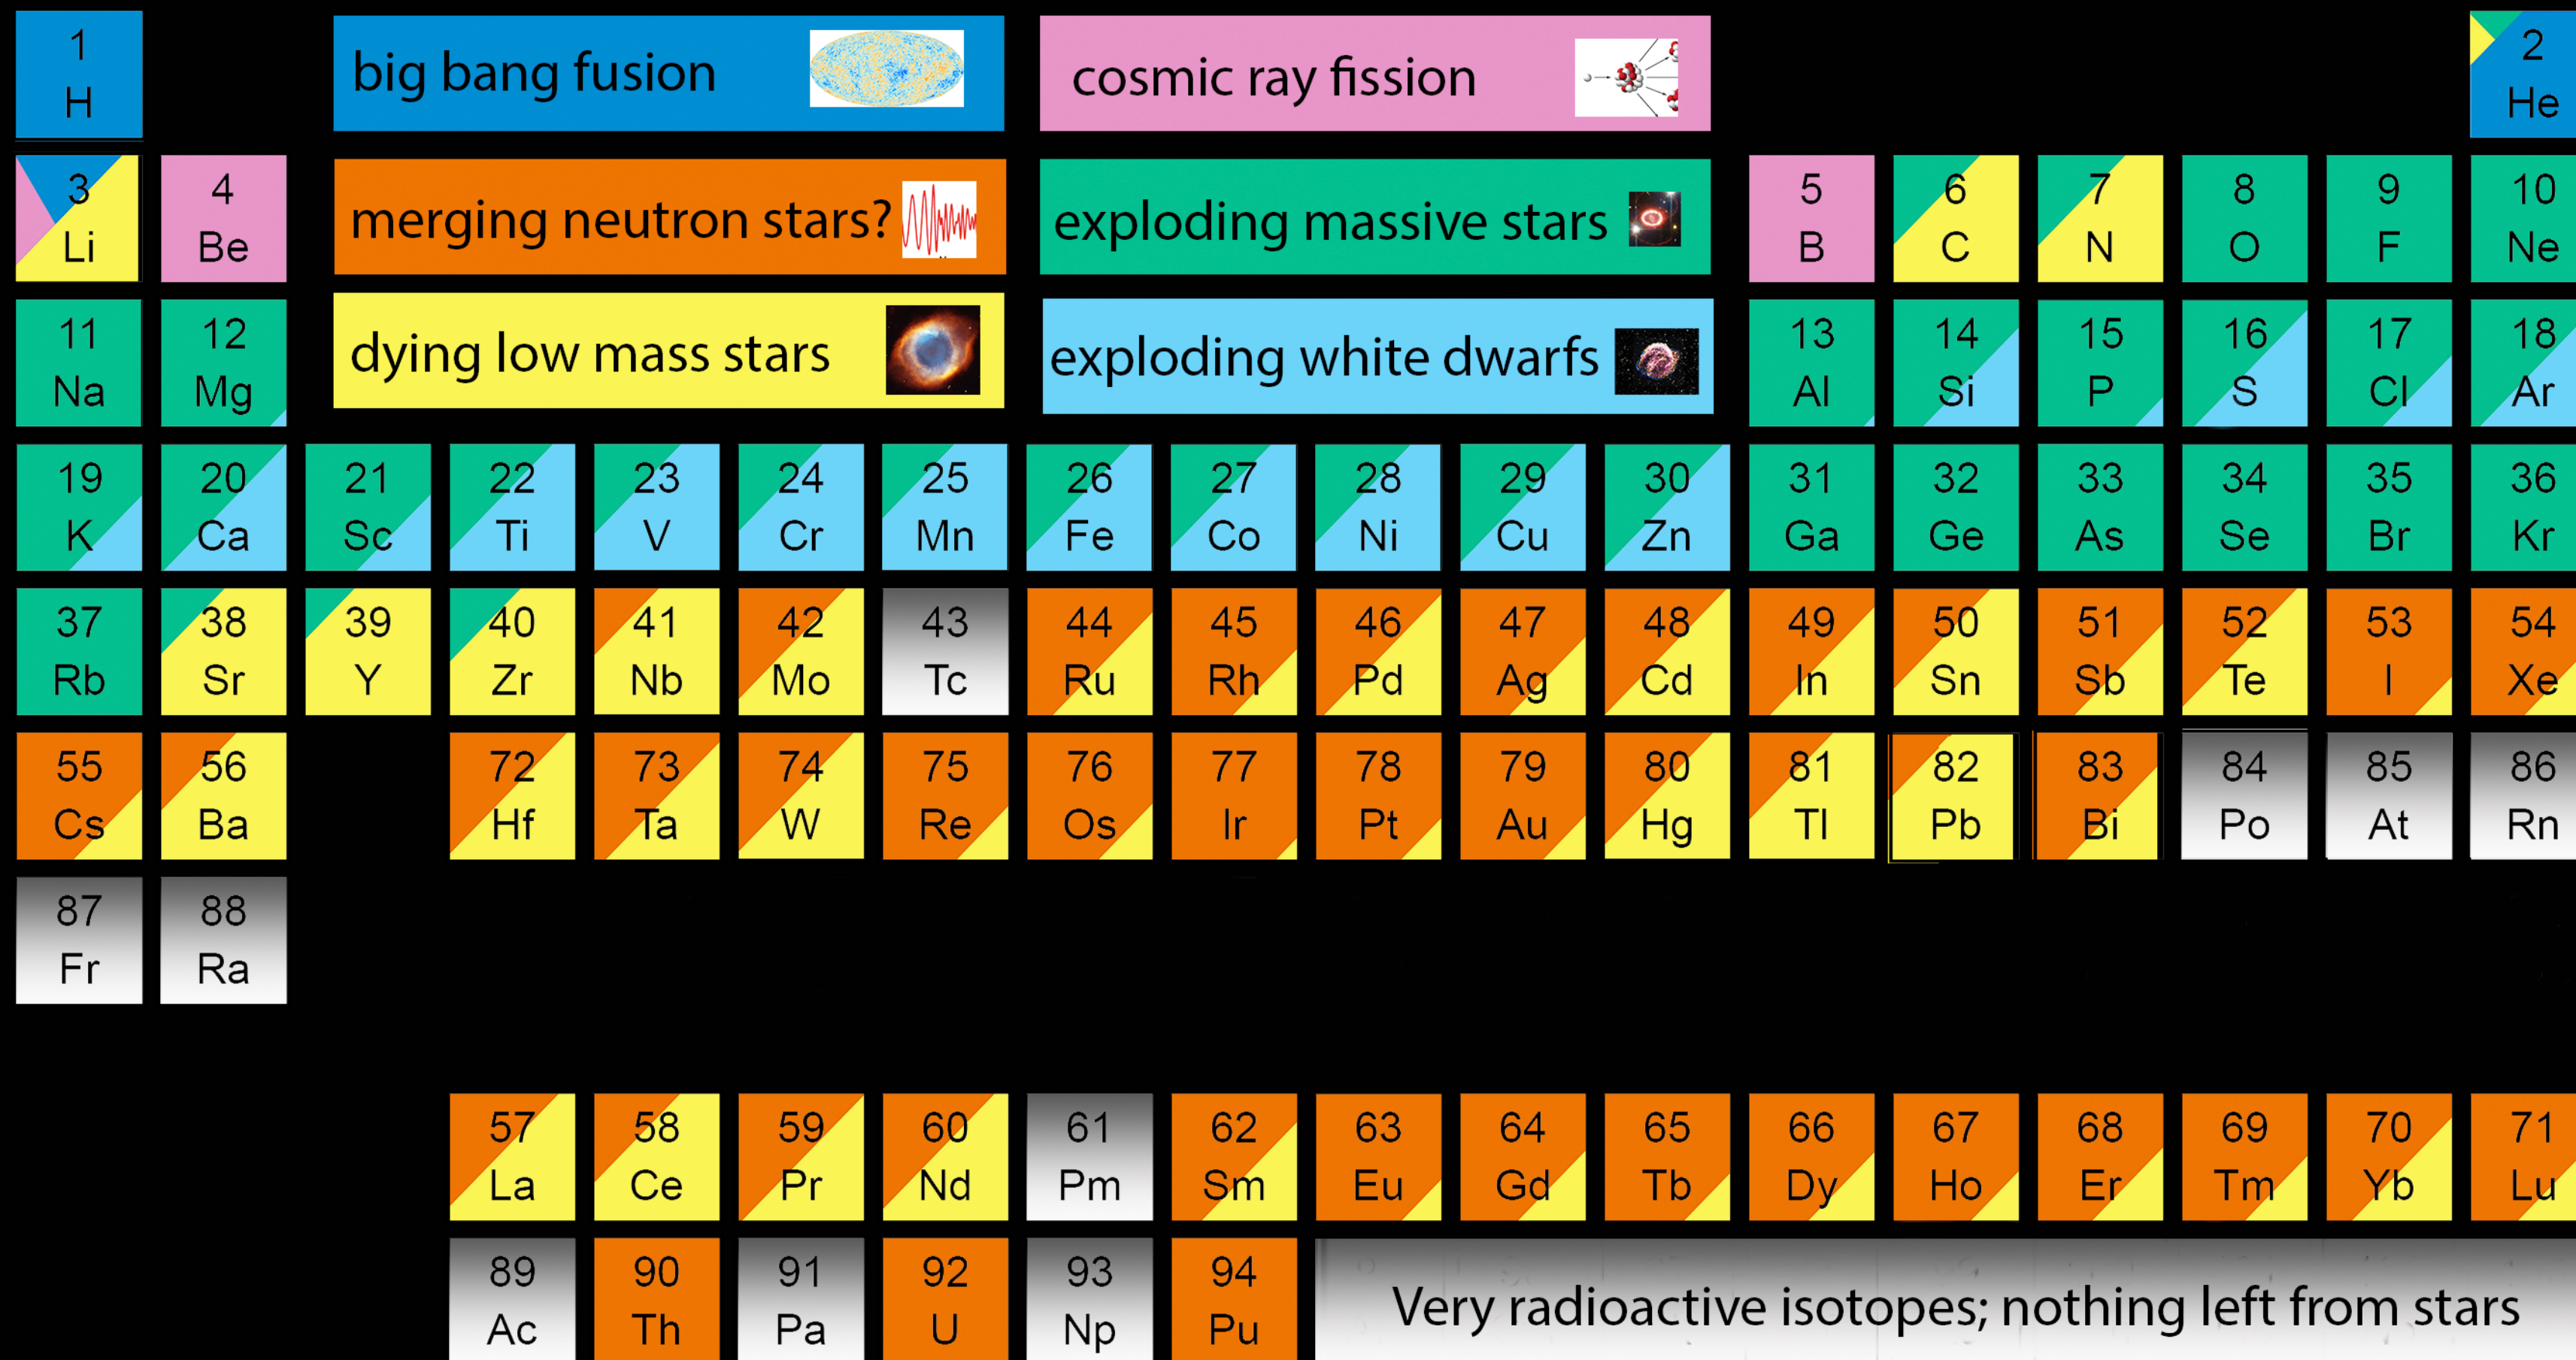 1 2
H big bang fusion cosmic ray fission He
3 4 5 6 7 8 9 10
Li Be merging neutron stars? exploding massive stars B C N O F Ne
11 12 13 14 15 16 17 18
Na Mg dying low mass stars exploding white dwarfs Al Si P S Cl Ar
19 20 21 22 23 24 25 26 27 28 29 30 31 32 33 34 35 36
K Ca Sc Ti V Cr Mn Fe Co Ni Cu Zn Ga Ge As Se Br Kr
37 38 39 40 41 42 43 44 45 46 47 48 49 50 51 52 53 54
Rb Sr Y Zr Nb Mo Tc Ru Rh Pd Ag Cd In Sn Sb Te I Xe
55 56 72 73 74 75 76 77 78 79 80 81 82 83 84 85 86
Cs Ba Hf Ta W Re Os Ir Pt Au Hg Tl Pb Bi Po At Rn
87 88
Fr Ra
57 58 59 60 61 62 63 64 65 66 67 68 69 70 71
La Ce Pr Nd Pm Sm Eu Gd Tb Dy Ho Er Tm Yb Lu
89 90 91 92 93 94
Ac Th Pa U Np Pu Very radioactive isotopes; nothing left from stars